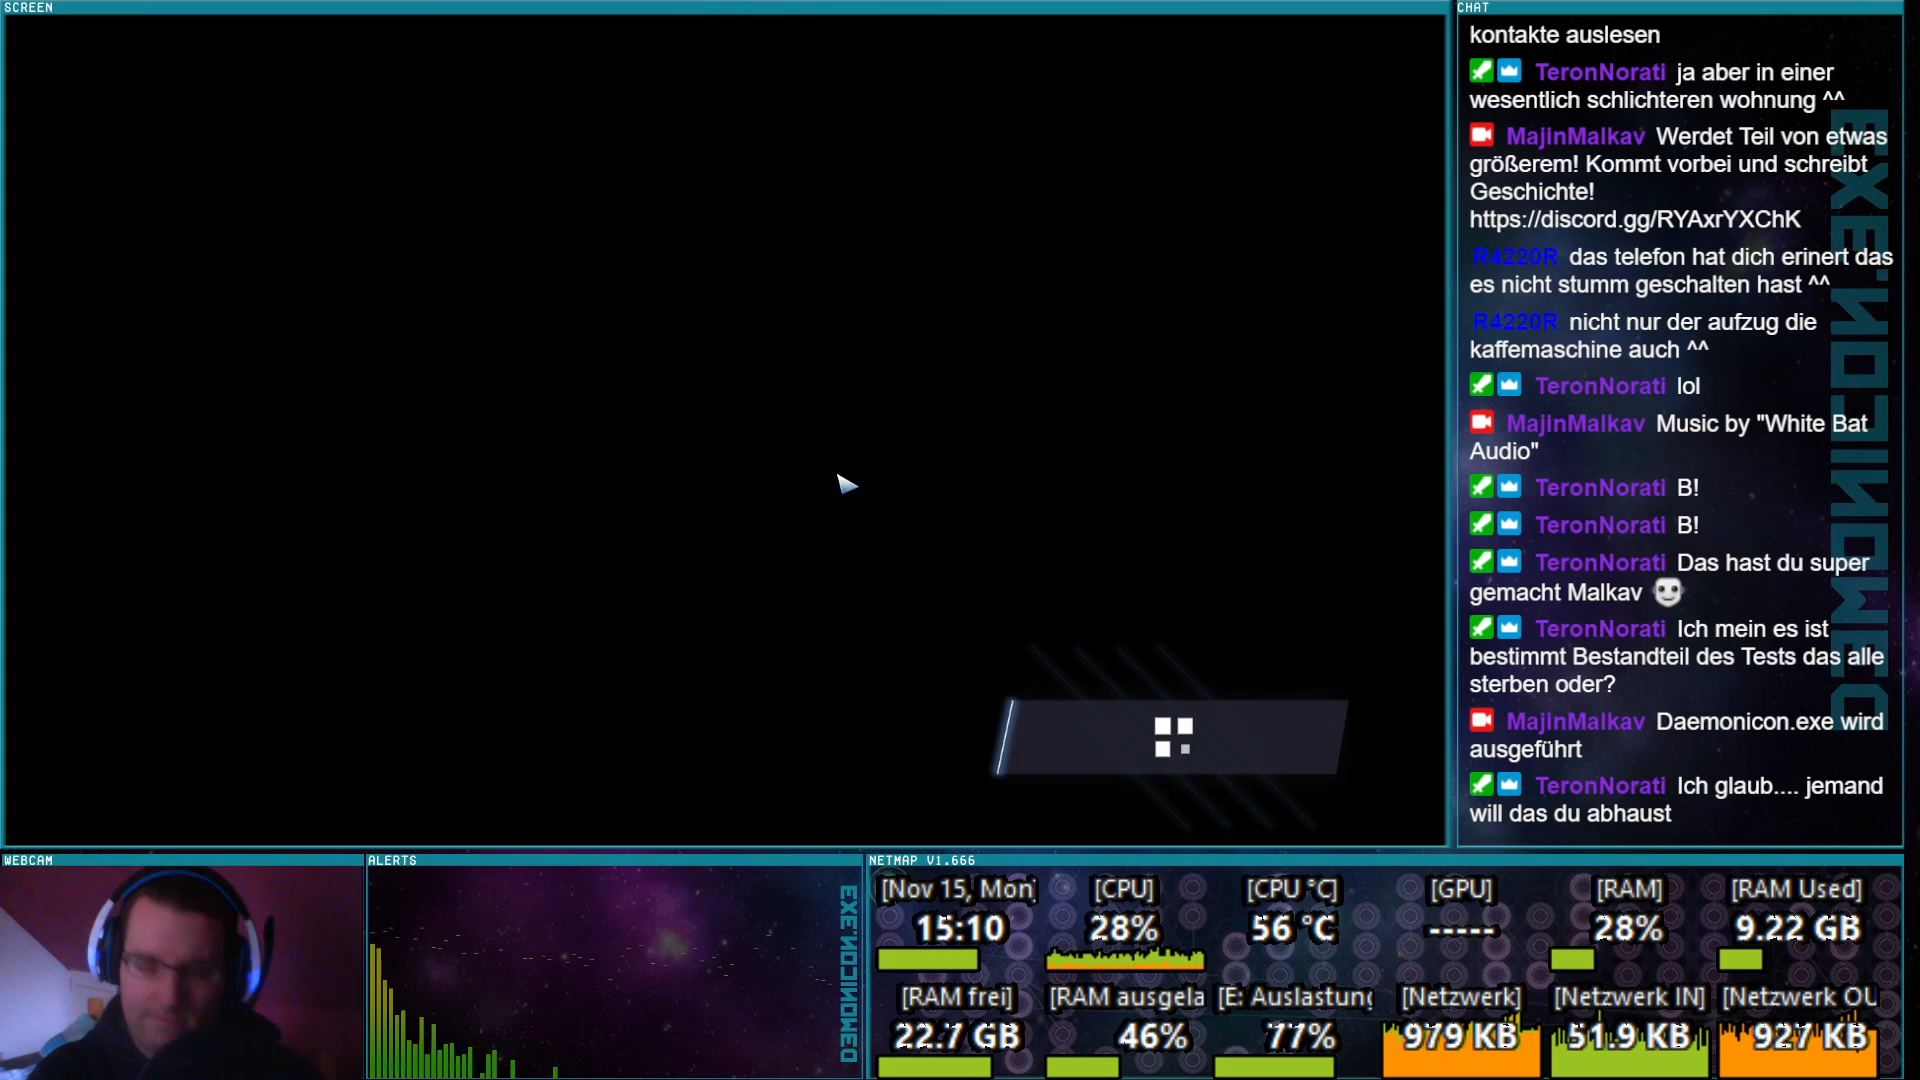 SCREEN
CHAT
kontakte auslesen
TeronNorati ja aber in einer
wesentlich schlichteren wohnung ^^
MajinMalkav Werdet Teil von etwas
größerem! Kommt vorbei und schreibt
Geschichte!
https://discord.gg/RYAxrYXChK
R4220R das telefon hat dich erinert das
es nicht stumm geschalten hast ^^
R4220R nicht nur der aufzug die
kaffemaschine auch ^^
TeronNorati lol
MajinMalkav Music by "White Bat
Audio"
TeronNorati B!
TeronNorati B!
TeronNorati Das hast du super
gemacht Malkav
TeronNorati Ich mein es ist
bestimmt Bestandteil des Tests das alle
sterben oder?
MajinMalkav Daemonicon.exe wird
ausgeführt
TeronNorati Ich glaub.... jemand
will das du abhaust
WEBCAM
ALERTS
NETMAP V1.666
[Nov 15, Mon] [CPU] [CPU °C] [GPU] [RAM] [RAM Used]
15:10 28% 56 °C ----- 28% 9.22 GB
[RAM frei] [RAM ausgela [E: Auslastung [Netzwerk] [Netzwerk IN] [Netzwerk OU
22.7 GB 46% 77% 979 KB 51.9 KB 927 KB